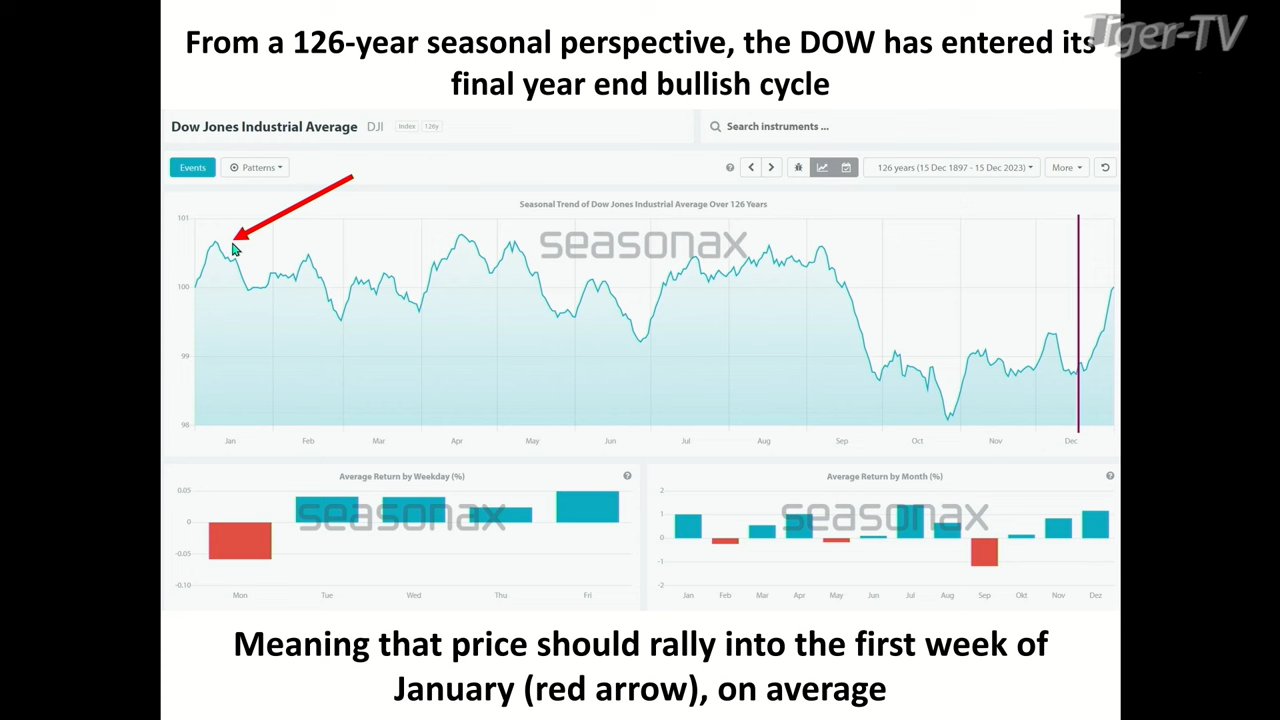 From a 126-year seasonal perspective, the DOW has entered its
final year end bullish cycle
Tiger-TV
Dow Jones Industrial Average DJI Index 126y
Search instruments ...
Events
Patterns
126 years (15 Dec 1897 - 15 Dec 2023)
More
Seasonal Trend of Dow Jones Industrial Average Over 126 Years
seasonax
101
100
99
98
Jan Feb Mar Apr May Jun Jul Aug Sep Oct Nov Dec
Average Return by Weekday (%)
seasonax
0.05
0
-0.05
-0.10
Mon Tue Wed Thu Fri
Average Return by Month (%)
seasonax
2
1
0
-1
-2
Jan Feb Mar Apr May Jun Jul Aug Sep Okt Nov Dez
Meaning that price should rally into the first week of
January (red arrow), on average